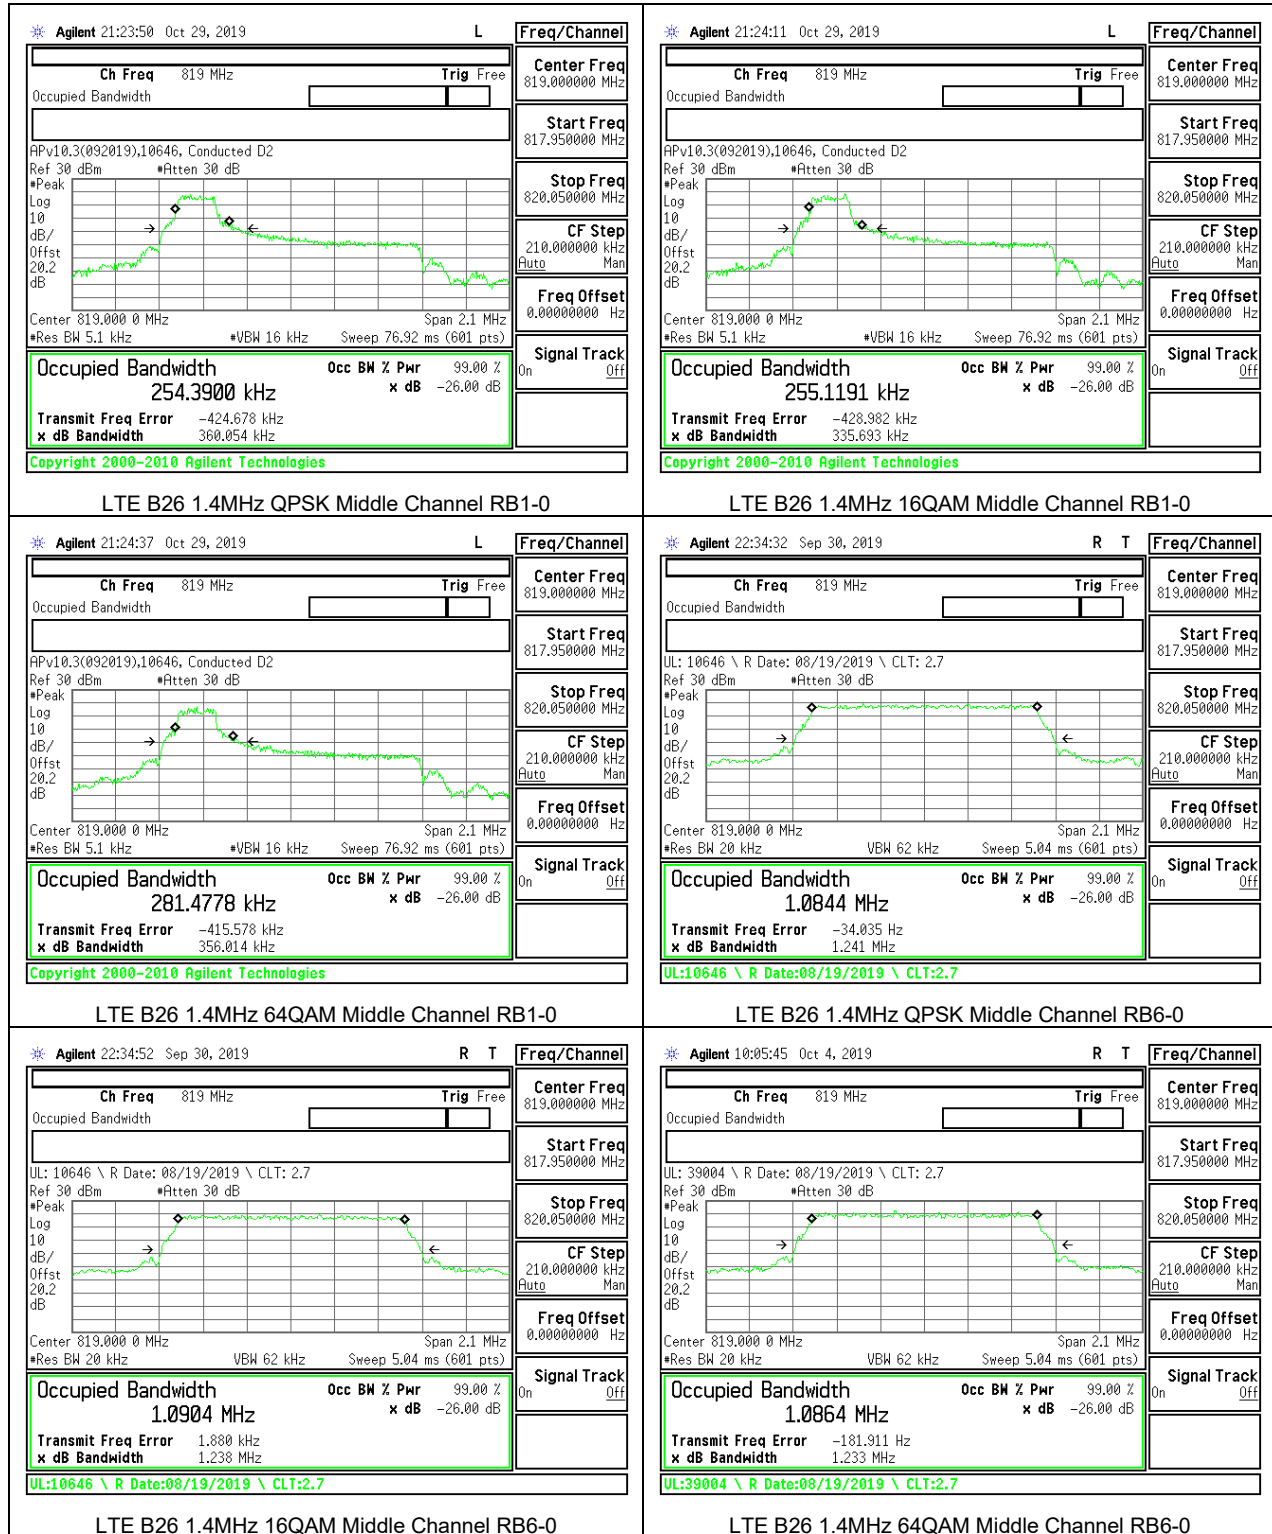 Agilent 21:23:50 Oct 29, 2019 L
Freq/Channel
Ch Freq 819 MHz Trig Free
Occupied Bandwidth
Center Freq
819.000000 MHz
Start Freq
817.950000 MHz
Stop Freq
820.050000 MHz
CF Step
210.000000 kHz
Auto Man
Freq Offset
0.00000000 Hz
Signal Track
On Off
APv10.3(092019),10646, Conducted D2
Ref 30 dBm #Atten 30 dB
#Peak
Log
10
dB/
Offst
20.2
dB
Center 819.000 0 MHz Span 2.1 MHz
#Res BW 5.1 kHz #VBW 16 kHz Sweep 76.92 ms (601 pts)
Occupied Bandwidth Occ BW % Pwr 99.00 %
254.3900 kHz x dB -26.00 dB
Transmit Freq Error -424.678 kHz
x dB Bandwidth 360.054 kHz
Copyright 2000-2010 Agilent Technologies
LTE B26 1.4MHz QPSK Middle Channel RB1-0
Agilent 21:24:11 Oct 29, 2019 L
Freq/Channel
Ch Freq 819 MHz Trig Free
Occupied Bandwidth
Center Freq
819.000000 MHz
Start Freq
817.950000 MHz
Stop Freq
820.050000 MHz
CF Step
210.000000 kHz
Auto Man
Freq Offset
0.00000000 Hz
Signal Track
On Off
APv10.3(092019),10646, Conducted D2
Ref 30 dBm #Atten 30 dB
#Peak
Log
10
dB/
Offst
20.2
dB
Center 819.000 0 MHz Span 2.1 MHz
#Res BW 5.1 kHz #VBW 16 kHz Sweep 76.92 ms (601 pts)
Occupied Bandwidth Occ BW % Pwr 99.00 %
255.1191 kHz x dB -26.00 dB
Transmit Freq Error -428.982 kHz
x dB Bandwidth 335.693 kHz
Copyright 2000-2010 Agilent Technologies
LTE B26 1.4MHz 16QAM Middle Channel RB1-0
Agilent 21:24:37 Oct 29, 2019 L
Freq/Channel
Ch Freq 819 MHz Trig Free
Occupied Bandwidth
Center Freq
819.000000 MHz
Start Freq
817.950000 MHz
Stop Freq
820.050000 MHz
CF Step
210.000000 kHz
Auto Man
Freq Offset
0.00000000 Hz
Signal Track
On Off
APv10.3(092019),10646, Conducted D2
Ref 30 dBm #Atten 30 dB
#Peak
Log
10
dB/
Offst
20.2
dB
Center 819.000 0 MHz Span 2.1 MHz
#Res BW 5.1 kHz #VBW 16 kHz Sweep 76.92 ms (601 pts)
Occupied Bandwidth Occ BW % Pwr 99.00 %
281.4778 kHz x dB -26.00 dB
Transmit Freq Error -415.578 kHz
x dB Bandwidth 356.014 kHz
Copyright 2000-2010 Agilent Technologies
LTE B26 1.4MHz 64QAM Middle Channel RB1-0
Agilent 22:34:32 Sep 30, 2019 R T
Freq/Channel
Ch Freq 819 MHz Trig Free
Occupied Bandwidth
Center Freq
819.000000 MHz
Start Freq
817.950000 MHz
Stop Freq
820.050000 MHz
CF Step
210.000000 kHz
Auto Man
Freq Offset
0.00000000 Hz
Signal Track
On Off
UL: 10646 \ R Date: 08/19/2019 \ CLT: 2.7
Ref 30 dBm #Atten 30 dB
#Peak
Log
10
dB/
Offst
20.2
dB
Center 819.000 0 MHz Span 2.1 MHz
#Res BW 20 kHz VBW 62 kHz Sweep 5.04 ms (601 pts)
Occupied Bandwidth Occ BW % Pwr 99.00 %
1.0844 MHz x dB -26.00 dB
Transmit Freq Error -34.035 Hz
x dB Bandwidth 1.241 MHz
UL:10646 \ R Date:08/19/2019 \ CLT:2.7
LTE B26 1.4MHz QPSK Middle Channel RB6-0
Agilent 22:34:52 Sep 30, 2019 R T
Freq/Channel
Ch Freq 819 MHz Trig Free
Occupied Bandwidth
Center Freq
819.000000 MHz
Start Freq
817.950000 MHz
Stop Freq
820.050000 MHz
CF Step
210.000000 kHz
Auto Man
Freq Offset
0.00000000 Hz
Signal Track
On Off
UL: 10646 \ R Date: 08/19/2019 \ CLT: 2.7
Ref 30 dBm #Atten 30 dB
#Peak
Log
10
dB/
Offst
20.2
dB
Center 819.000 0 MHz Span 2.1 MHz
#Res BW 20 kHz VBW 62 kHz Sweep 5.04 ms (601 pts)
Occupied Bandwidth Occ BW % Pwr 99.00 %
1.0904 MHz x dB -26.00 dB
Transmit Freq Error 1.880 kHz
x dB Bandwidth 1.238 MHz
UL:10646 \ R Date:08/19/2019 \ CLT:2.7
LTE B26 1.4MHz 16QAM Middle Channel RB6-0
Agilent 10:05:45 Oct 4, 2019 R T
Freq/Channel
Ch Freq 819 MHz Trig Free
Occupied Bandwidth
Center Freq
819.000000 MHz
Start Freq
817.950000 MHz
Stop Freq
820.050000 MHz
CF Step
210.000000 kHz
Auto Man
Freq Offset
0.00000000 Hz
Signal Track
On Off
UL: 39004 \ R Date: 08/19/2019 \ CLT: 2.7
Ref 30 dBm #Atten 30 dB
#Peak
Log
10
dB/
Offst
20.2
dB
Center 819.000 0 MHz Span 2.1 MHz
#Res BW 20 kHz VBW 62 kHz Sweep 5.04 ms (601 pts)
Occupied Bandwidth Occ BW % Pwr 99.00 %
1.0864 MHz x dB -26.00 dB
Transmit Freq Error -181.911 Hz
x dB Bandwidth 1.233 MHz
UL:39004 \ R Date:08/19/2019 \ CLT:2.7
LTE B26 1.4MHz 64QAM Middle Channel RB6-0